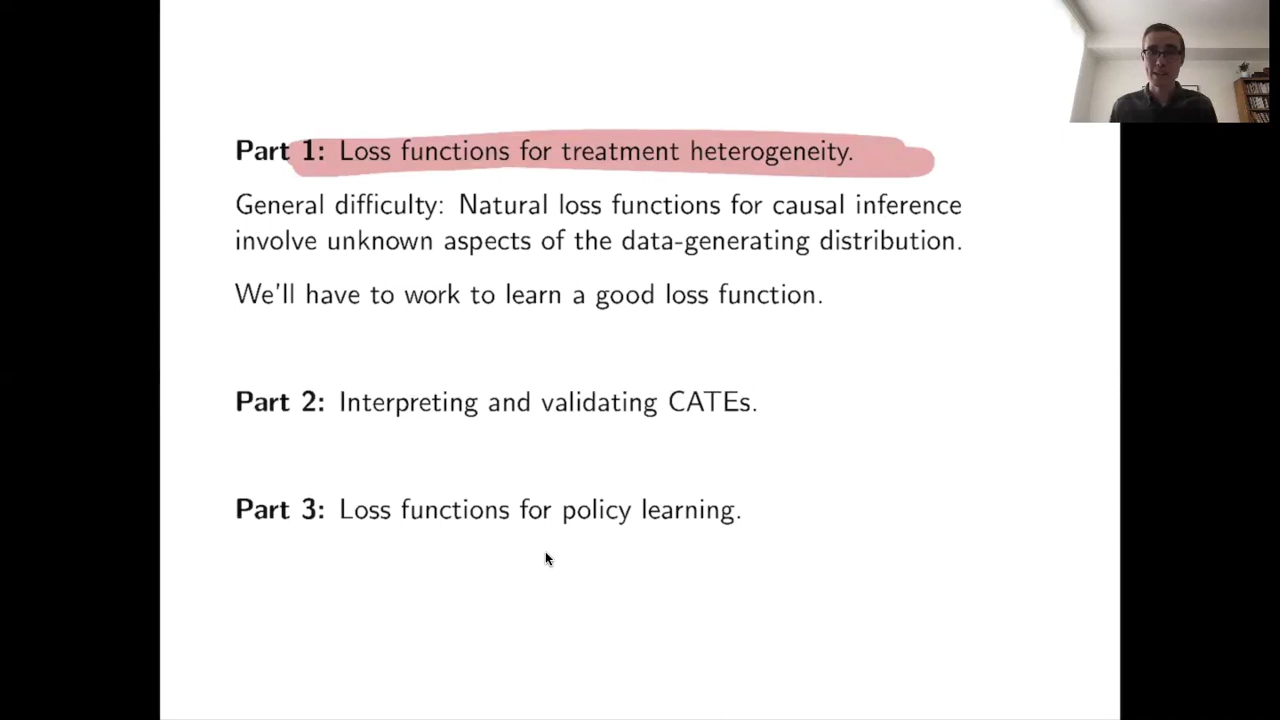 Part 1: Loss functions for treatment heterogeneity.
General difficulty: Natural loss functions for causal inference
involve unknown aspects of the data-generating distribution.
We'll have to work to learn a good loss function.
Part 2: Interpreting and validating CATEs.
Part 3: Loss functions for policy learning.